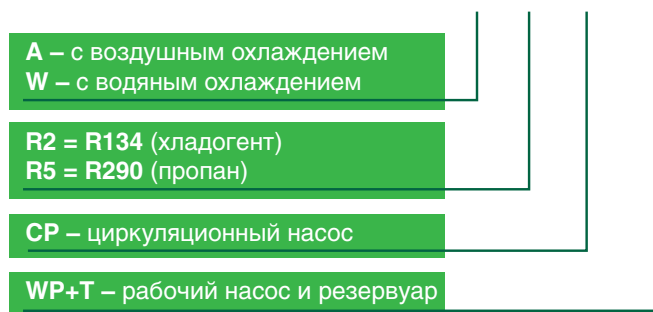 A – с воздушным охлаждением
W – с водяным охлаждением
R2 = R134 (хладогент)
R5 = R290 (пропан)
CP – циркуляционный насос
WP+T – рабочий насос и резервуар